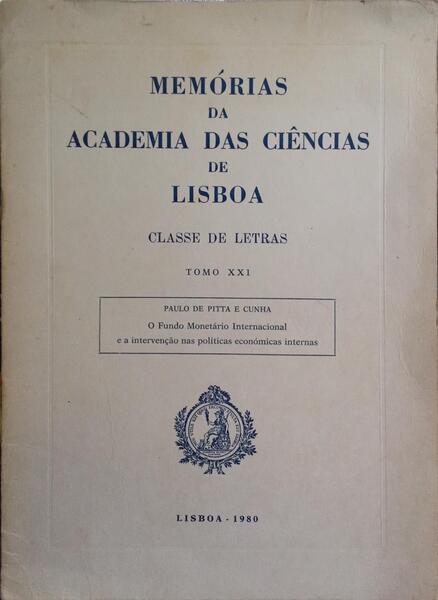 MEMÓRIAS
DA
ACADEMIA DAS CIÊNCIAS
DE
LISBOA
CLASSE DE LETRAS
TOMO XXI
PAULO DE PITTA E CUNHA
O Fundo Monetário Internacional
e a intervenção nas políticas económicas internas
LISBOA - 1980